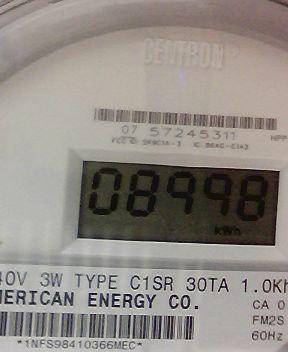 CENTRON®
07 57245311
08998
kWh
40V 3W TYPE C1SR 30TA 1.0Kh
MERICAN ENERGY CO.
CA 0
FM2S
60Hz
*1NFS98410366MEC*